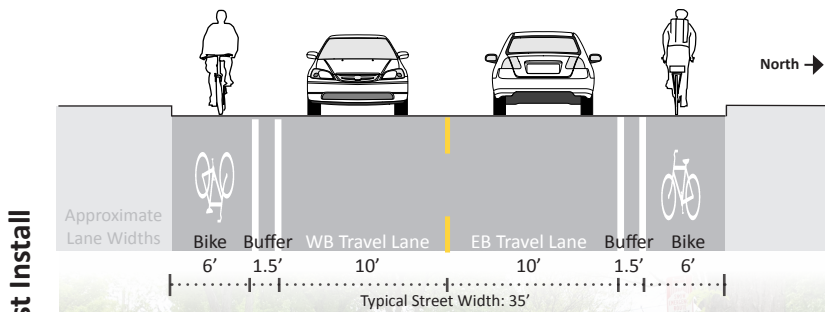 North
Approximate
Lane Widths
Bike Buffer WB Travel Lane EB Travel Lane Buffer Bike
6’ 1.5’ 10’ 10’ 1.5’ 6’
Typical Street Width: 35’
Install